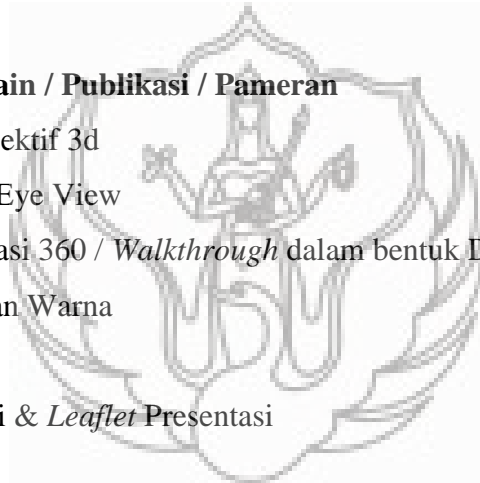 ain / Publikasi / Pameran
ektif 3d
Eye View
asi 360 / Walkthrough dalam bentuk D
an Warna
i & Leaflet Presentasi